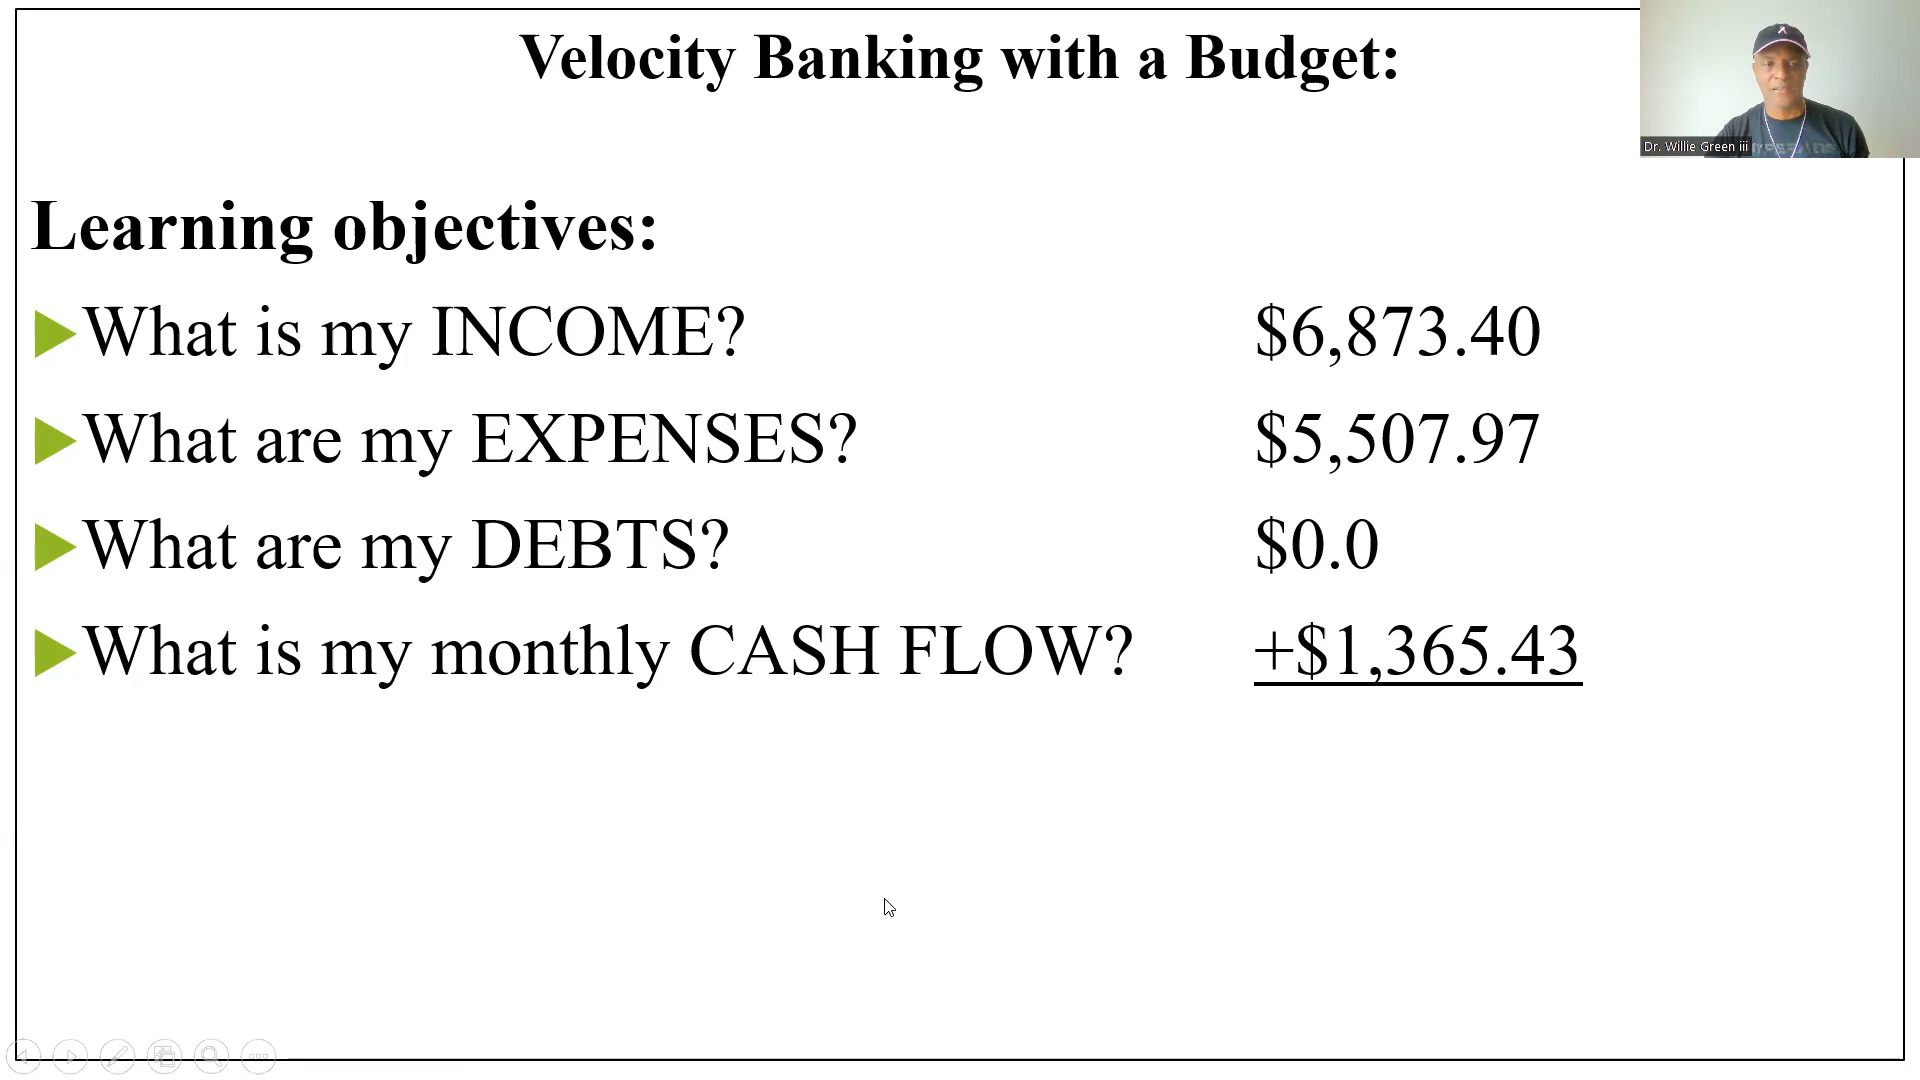 Velocity Banking with a Budget:
Dr. Willie Green iii
Learning objectives:
What is my INCOME? $6,873.40
What are my EXPENSES? $5,507.97
What are my DEBTS? $0.0
What is my monthly CASH FLOW? +$1,365.43